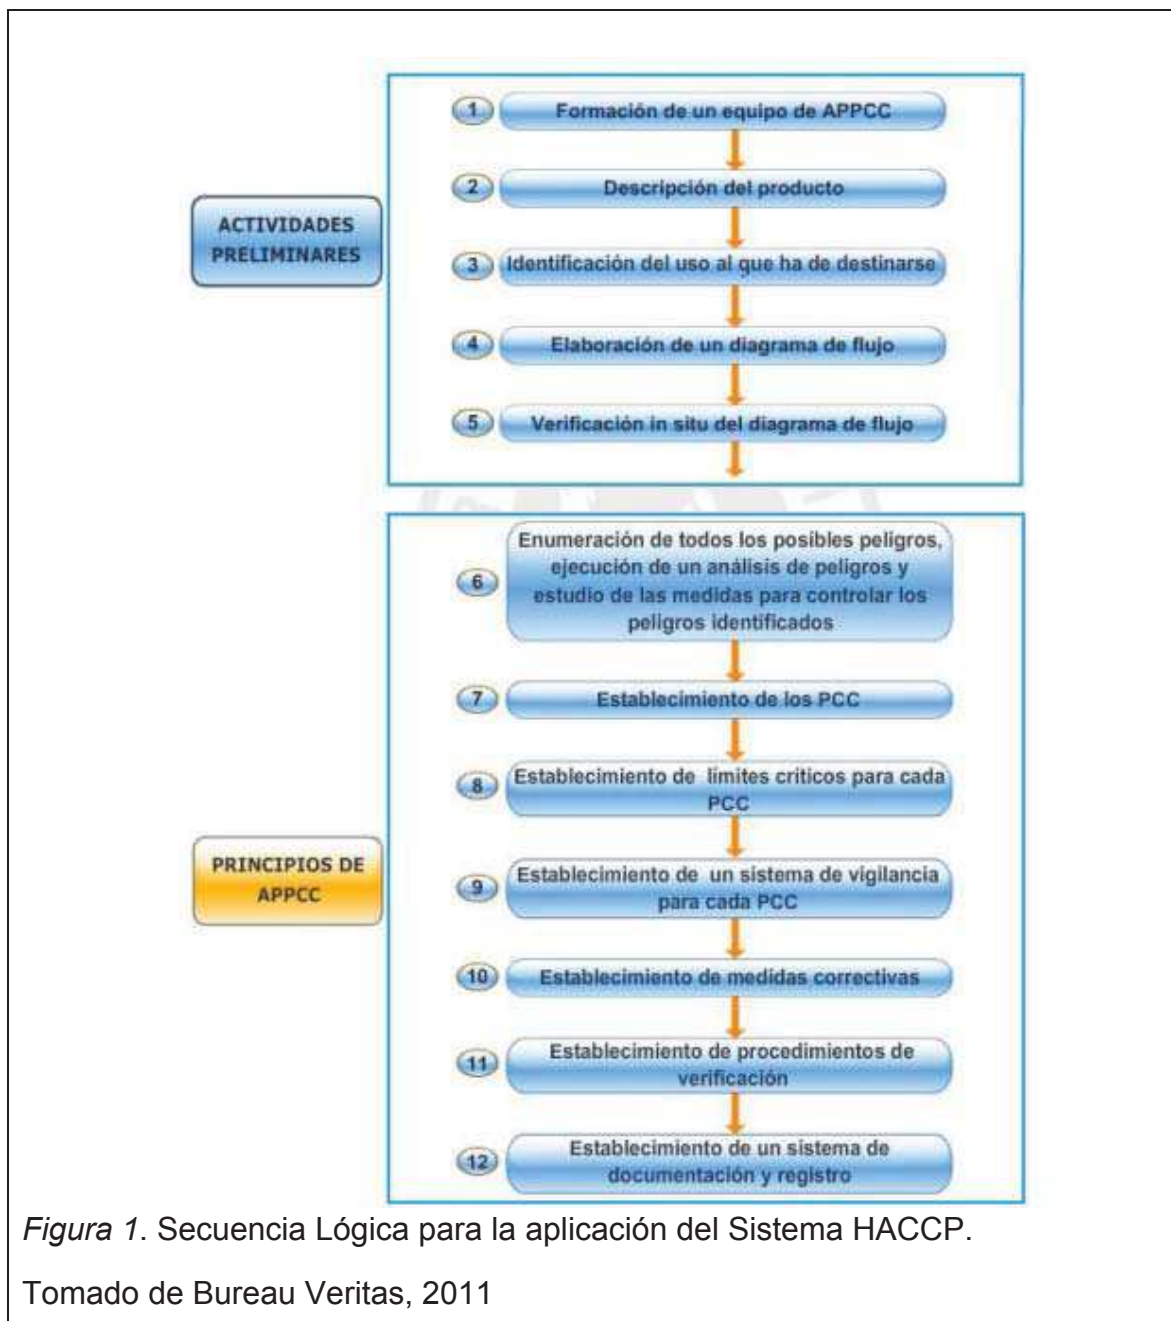 1
Formación de un equipo de APPCC
2
Descripción del producto
ACTIVIDADES
PRELIMINARES
3
Identificación del uso al que ha de destinarse
4
Elaboración de un diagrama de flujo
5
Verificación in situ del diagrama de flujo
6
Enumeración de todos los posibles peligros,
ejecución de un análisis de peligros y
estudio de las medidas para controlar los
peligros identificados
7
Establecimiento de los PCC
8
Establecimiento de límites críticos para cada
PCC
PRINCIPIOS DE
APPCC
9
Establecimiento de un sistema de vigilancia
para cada PCC
10
Establecimiento de medidas correctivas
11
Establecimiento de procedimientos de
verificación
12
Establecimiento de un sistema de
documentación y registro
Figura 1. Secuencia Lógica para la aplicación del Sistema HACCP.
Tomado de Bureau Veritas, 2011